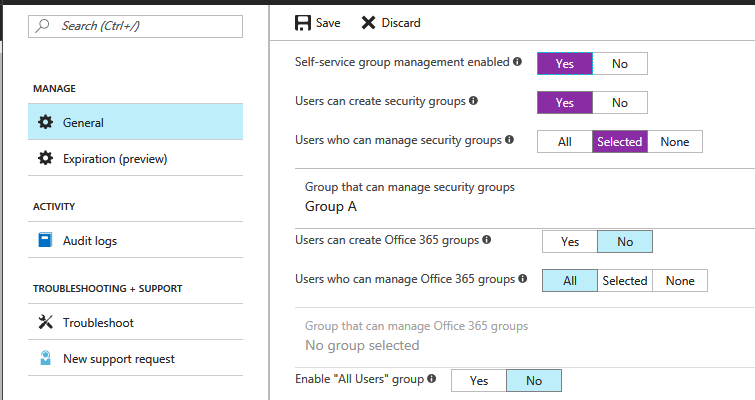 Search (Ctrl+/)
MANAGE
General
Expiration (preview)
ACTIVITY
Audit logs
TROUBLESHOOTING + SUPPORT
Troubleshoot
New support request
Save Discard
Self-service group management enabled Yes No
Users can create security groups Yes No
Users who can manage security groups All Selected None
Group that can manage security groups
Group A
Users can create Office 365 groups Yes No
Users who can manage Office 365 groups All Selected None
Group that can manage Office 365 groups
No group selected
Enable "All Users" group Yes No